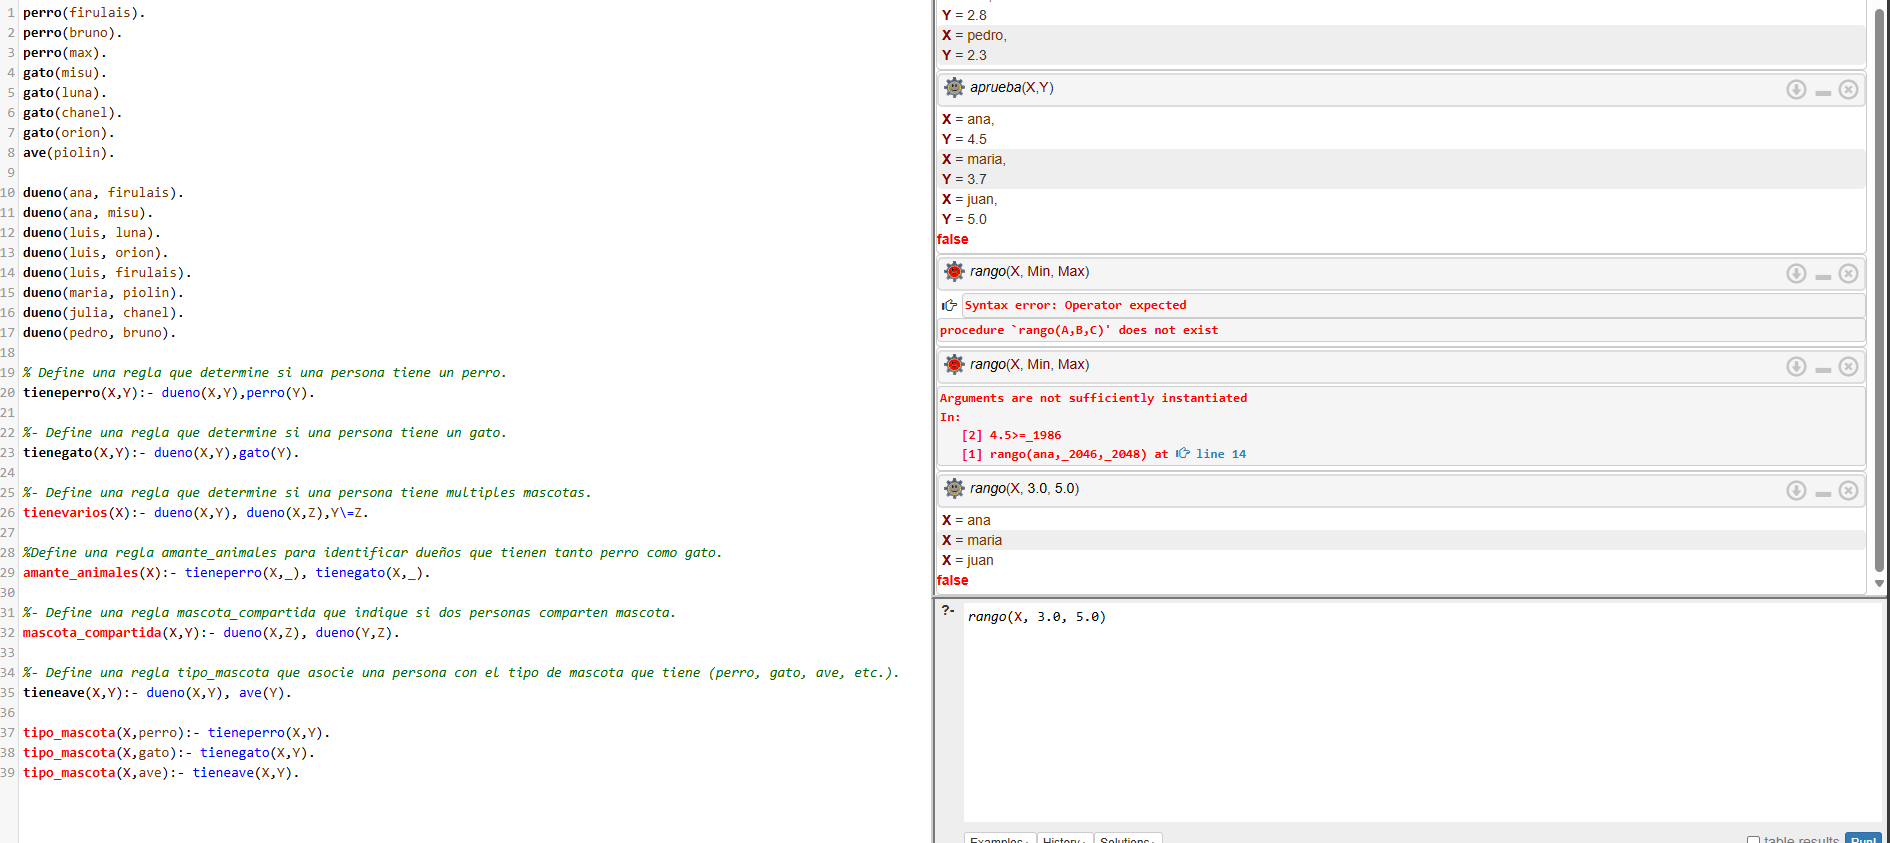 1 perro(firulais).
2 perro(bruno).
3 perro(max).
4 gato(misu).
5 gato(luna).
6 gato(chanel).
7 gato(orion).
8 ave(piolin).
9
10 dueno(ana, firulais).
11 dueno(ana, misu).
12 dueno(luis, luna).
13 dueno(luis, orion).
14 dueno(luis, firulais).
15 dueno(maria, piolin).
16 dueno(julia, chanel).
17 dueno(pedro, bruno).
18
19 % Define una regla que determine si una persona tiene un perro.
20 tieneperro(X,Y):- dueno(X,Y),perro(Y).
21
22 %- Define una regla que determine si una persona tiene un gato.
23 tienegato(X,Y):- dueno(X,Y),gato(Y).
24
25 %- Define una regla que determine si una persona tiene multiples mascotas.
26 tienevarios(X):- dueno(X,Y), dueno(X,Z),Y\=Z.
27
28 %Define una regla amante_animales para identificar dueños que tienen tanto perro como gato.
29 amante_animales(X):- tieneperro(X,_), tienegato(X,_).
30
31 %- Define una regla mascota_compartida que indique si dos personas comparten mascota.
32 mascota_compartida(X,Y):- dueno(X,Z), dueno(Y,Z).
33
34 %- Define una regla tipo_mascota que asocie una persona con el tipo de mascota que tiene (perro, gato, ave, etc.).
35 tieneave(X,Y):- dueno(X,Y), ave(Y).
36
37 tipo_mascota(X,perro):- tieneperro(X,Y).
38 tipo_mascota(X,gato):- tienegato(X,Y).
39 tipo_mascota(X,ave):- tieneave(X,Y).
Y = 2.8
X = pedro,
Y = 2.3
aprueba(X,Y)
X = ana,
Y = 4.5
X = maria,
Y = 3.7
X = juan,
Y = 5.0
false
rango(X, Min, Max)
Syntax error: Operator expected
procedure `rango(A,B,C)' does not exist
rango(X, Min, Max)
Arguments are not sufficiently instantiated
In:
[2] 4.5>=_1986
[1] rango(ana,_2046,_2048) at line 14
rango(X, 3.0, 5.0)
X = ana
X = maria
X = juan
false
?- rango(X, 3.0, 5.0)
Examples History Solutions table results Run!